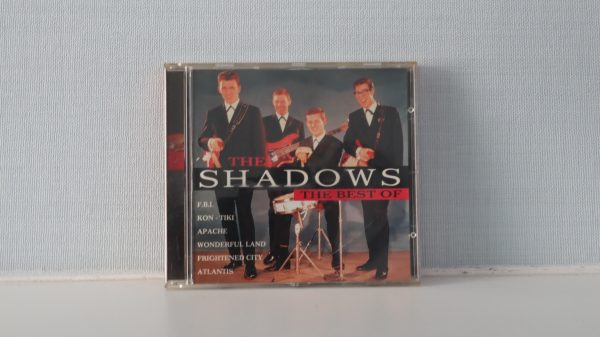 THE
SHADOWS
THE BEST OF
F.B.I.
KON - TIKI
APACHE
WONDERFUL LAND
FRIGHTENED CITY
ATLANTIS